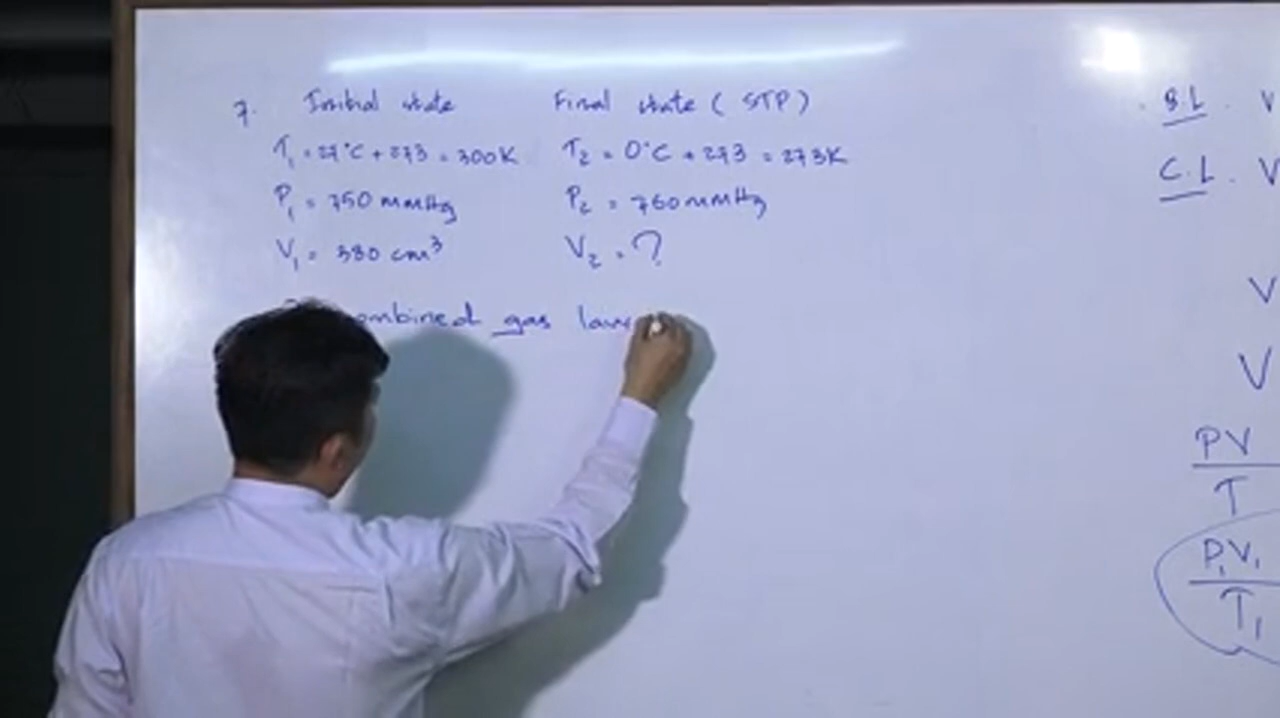 7. Initial state Final state (STP)
T₁ = 27°C + 273 = 300K T₂ = 0°C + 273 = 273K
P₁ = 750 mmHg P₂ = 760 mmHg
V₁ = 380 cm³ V₂ = ?
ombined gas law
B.L. V
C.L. V
V
V
PV
T
P₁V₁
T₁